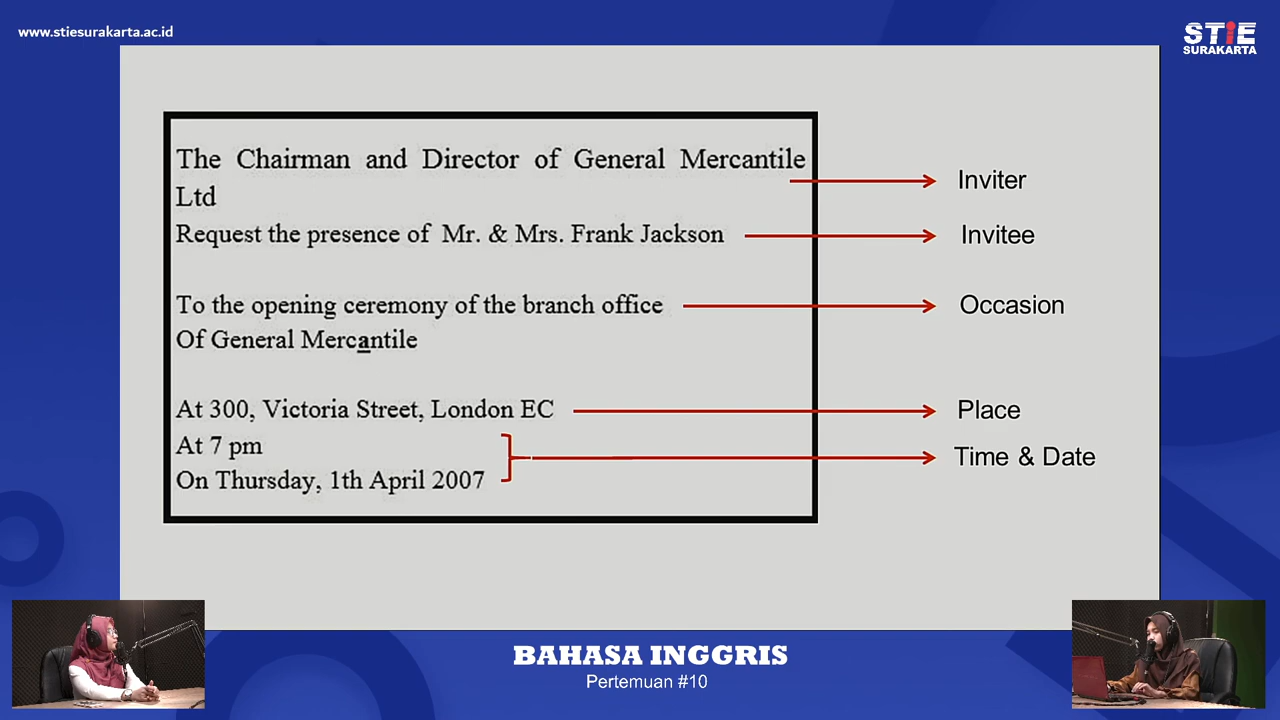 www.stiesurakarta.ac.id
STiE
SURAKARTA
The Chairman and Director of General Mercantile
Ltd
Inviter
Request the presence of Mr. & Mrs. Frank Jackson
Invitee
To the opening ceremony of the branch office
Occasion
Of General Mercantile
At 300, Victoria Street, London EC
Place
At 7 pm
Time & Date
On Thursday, 1th April 2007
BAHASA INGGRIS
Pertemuan #10